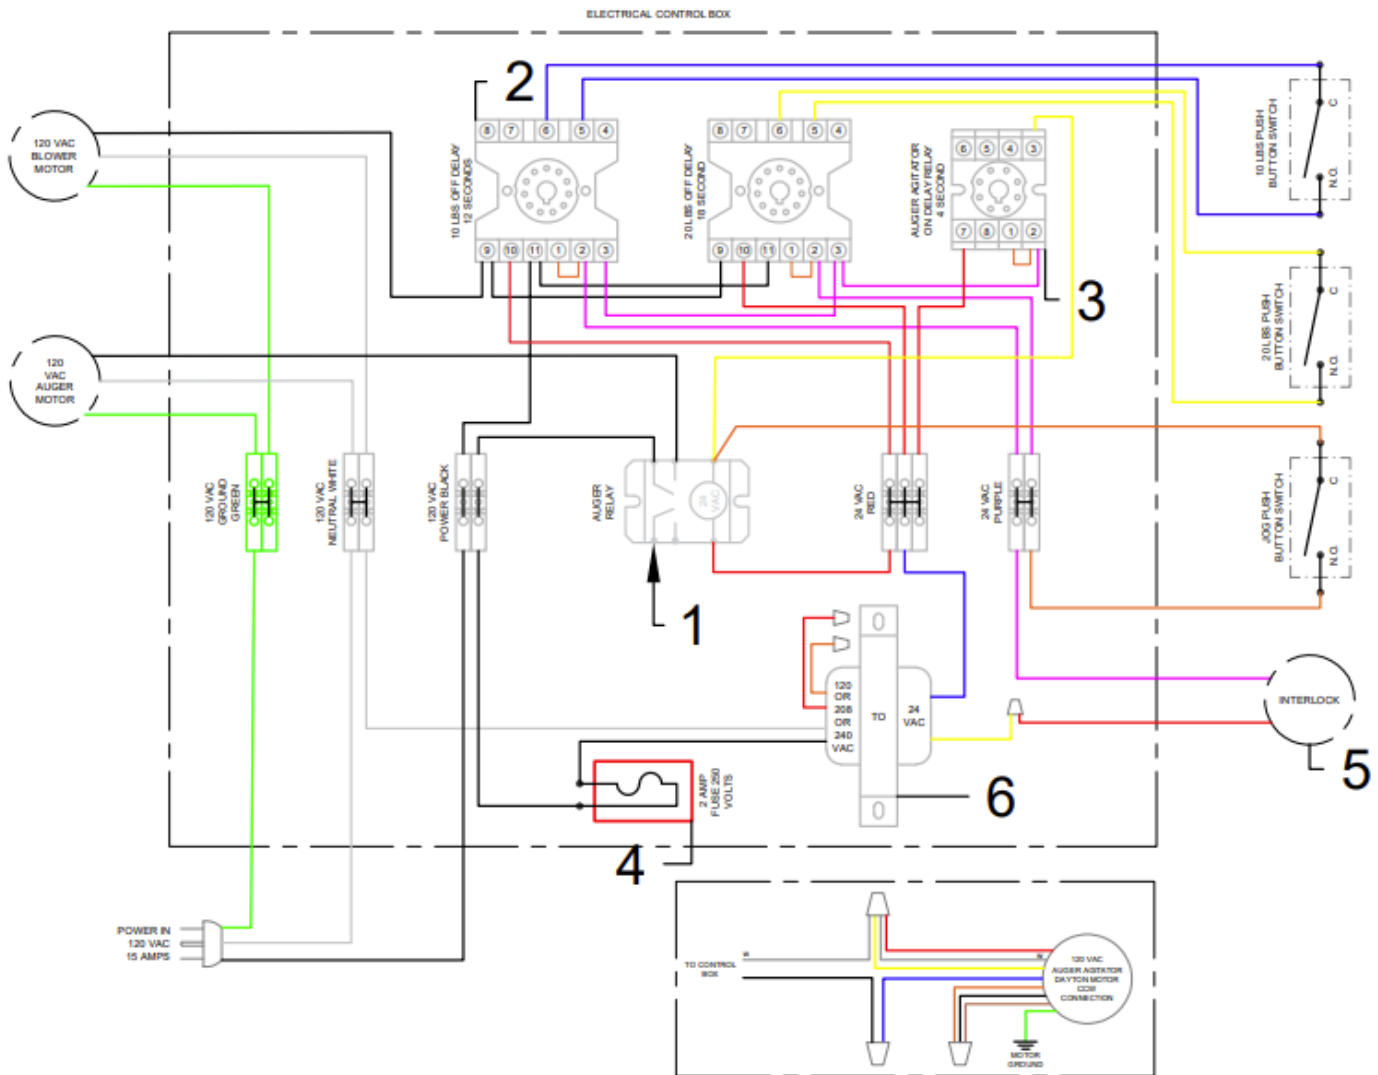 ELECTRICAL CONTROL BOX
2
120 VAC
BLOWER
MOTOR
8 7 6 5 4
10 LBS OFF DELAY
12 SECONDS
9 10 11 1 2 3
8 7 6 5 4
20LBS OFF DELAY
18 SECOND
9 10 11 1 2 3
6 5 4 3
AUGER AGITATOR
ON DELAY RELAY
4 SECOND
7 8 1 2
3
10 LBS PUSH
BUTTON SWITCH
C
N.O.
20LBS PUSH
BUTTON SWITCH
C
N.O.
120
VAC
AUGER
MOTOR
120 VAC
GROUND
GREEN
120 VAC
NEUTRAL WHITE
120 VAC
POWER BLACK
AUGER
RELAY
24
VAC
24 VAC
RED
24 VAC
PURPLE
JOG PUSH
BUTTON SWITCH
C
N.O.
1
120
OR
208
OR
240
VAC
TO
24
VAC
INTERLOCK
5
6
2 AMP
FUSE 250
VOLTS
4
POWER IN
120 VAC
15 AMPS
TO CONTROL
BOX
W
W
120 VAC
AUGER AGITATOR
DAYTON MOTOR
CCW
CONNECTION
MOTOR
GROUND